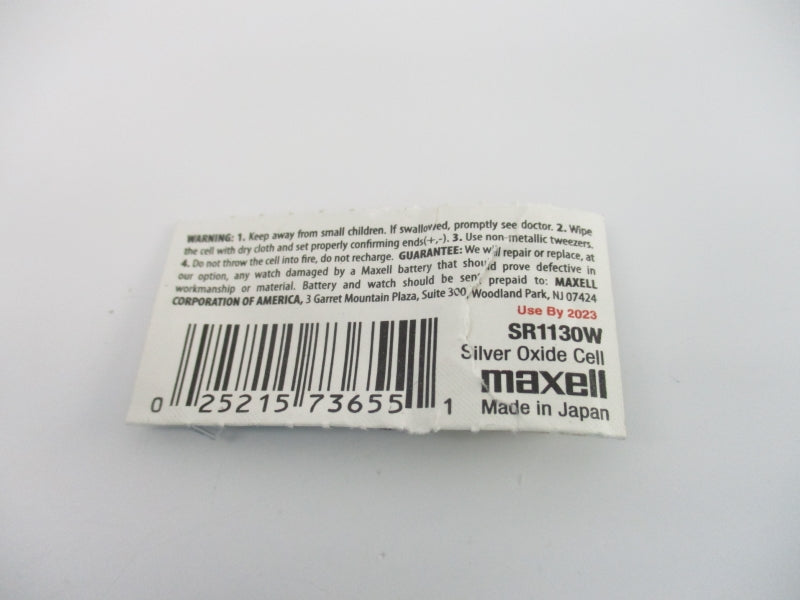 WARNING: 1. Keep away from small children. If swallowed, promptly see doctor. 2. Wipe
the cell with dry cloth and set properly confirming ends(+,-). 3. Use non-metallic tweezers.
4. Do not throw the cell into fire, do not recharge. GUARANTEE: We will repair or replace, at
our option, any watch damaged by a Maxell battery that should prove defective in
workmanship or material. Battery and watch should be sent prepaid to: MAXELL
CORPORATION OF AMERICA, 3 Garret Mountain Plaza, Suite 300, Woodland Park, NJ 07424
Use By 2023
SR1130W
Silver Oxide Cell
maxell
Made in Japan
0 25215 73655 1